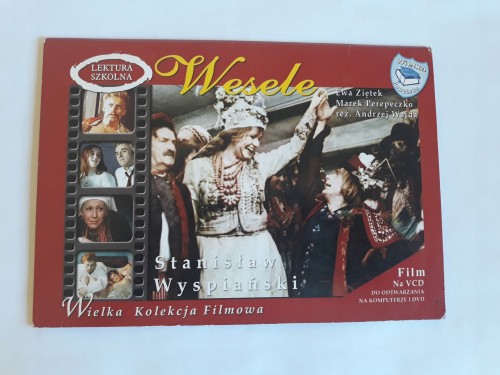 LEKTURA
SZKOLNA
Wesele
Ewa Ziętek
Marek Perepeczko
reż. Andrzej Wajda
Stanisław
Wyspiański
Film
Na VCD
DO ODTWARZANIA
NA KOMPUTERZE I DVD
Wielka Kolekcja Filmowa